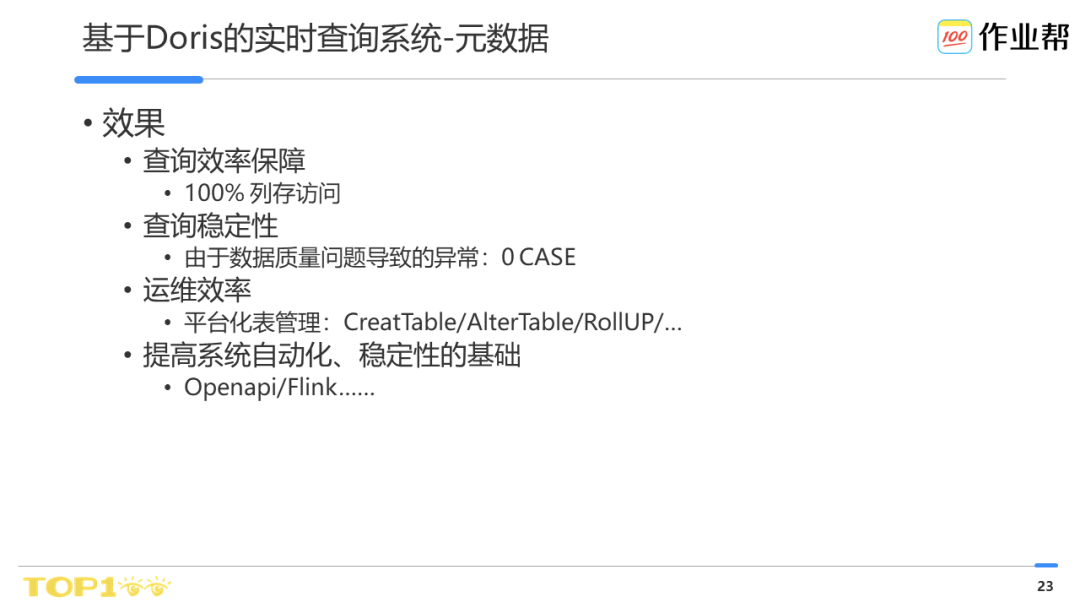 基于Doris的实时查询系统-元数据
100 作业帮
• 效果
• 查询效率保障
• 100% 列存访问
• 查询稳定性
• 由于数据质量问题导致的异常：0 CASE
• 运维效率
• 平台化表管理：CreatTable/AlterTable/RollUP/...
• 提高系统自动化、稳定性的基础
• Openapi/Flink......
TOP100
23